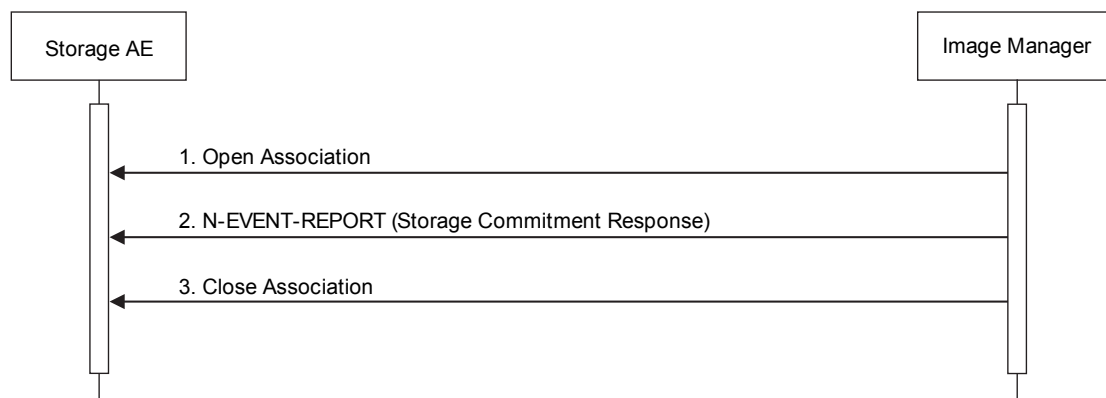 Storage AE
Image Manager
1. Open Association
2. N-EVENT-REPORT (Storage Commitment Response)
3. Close Association